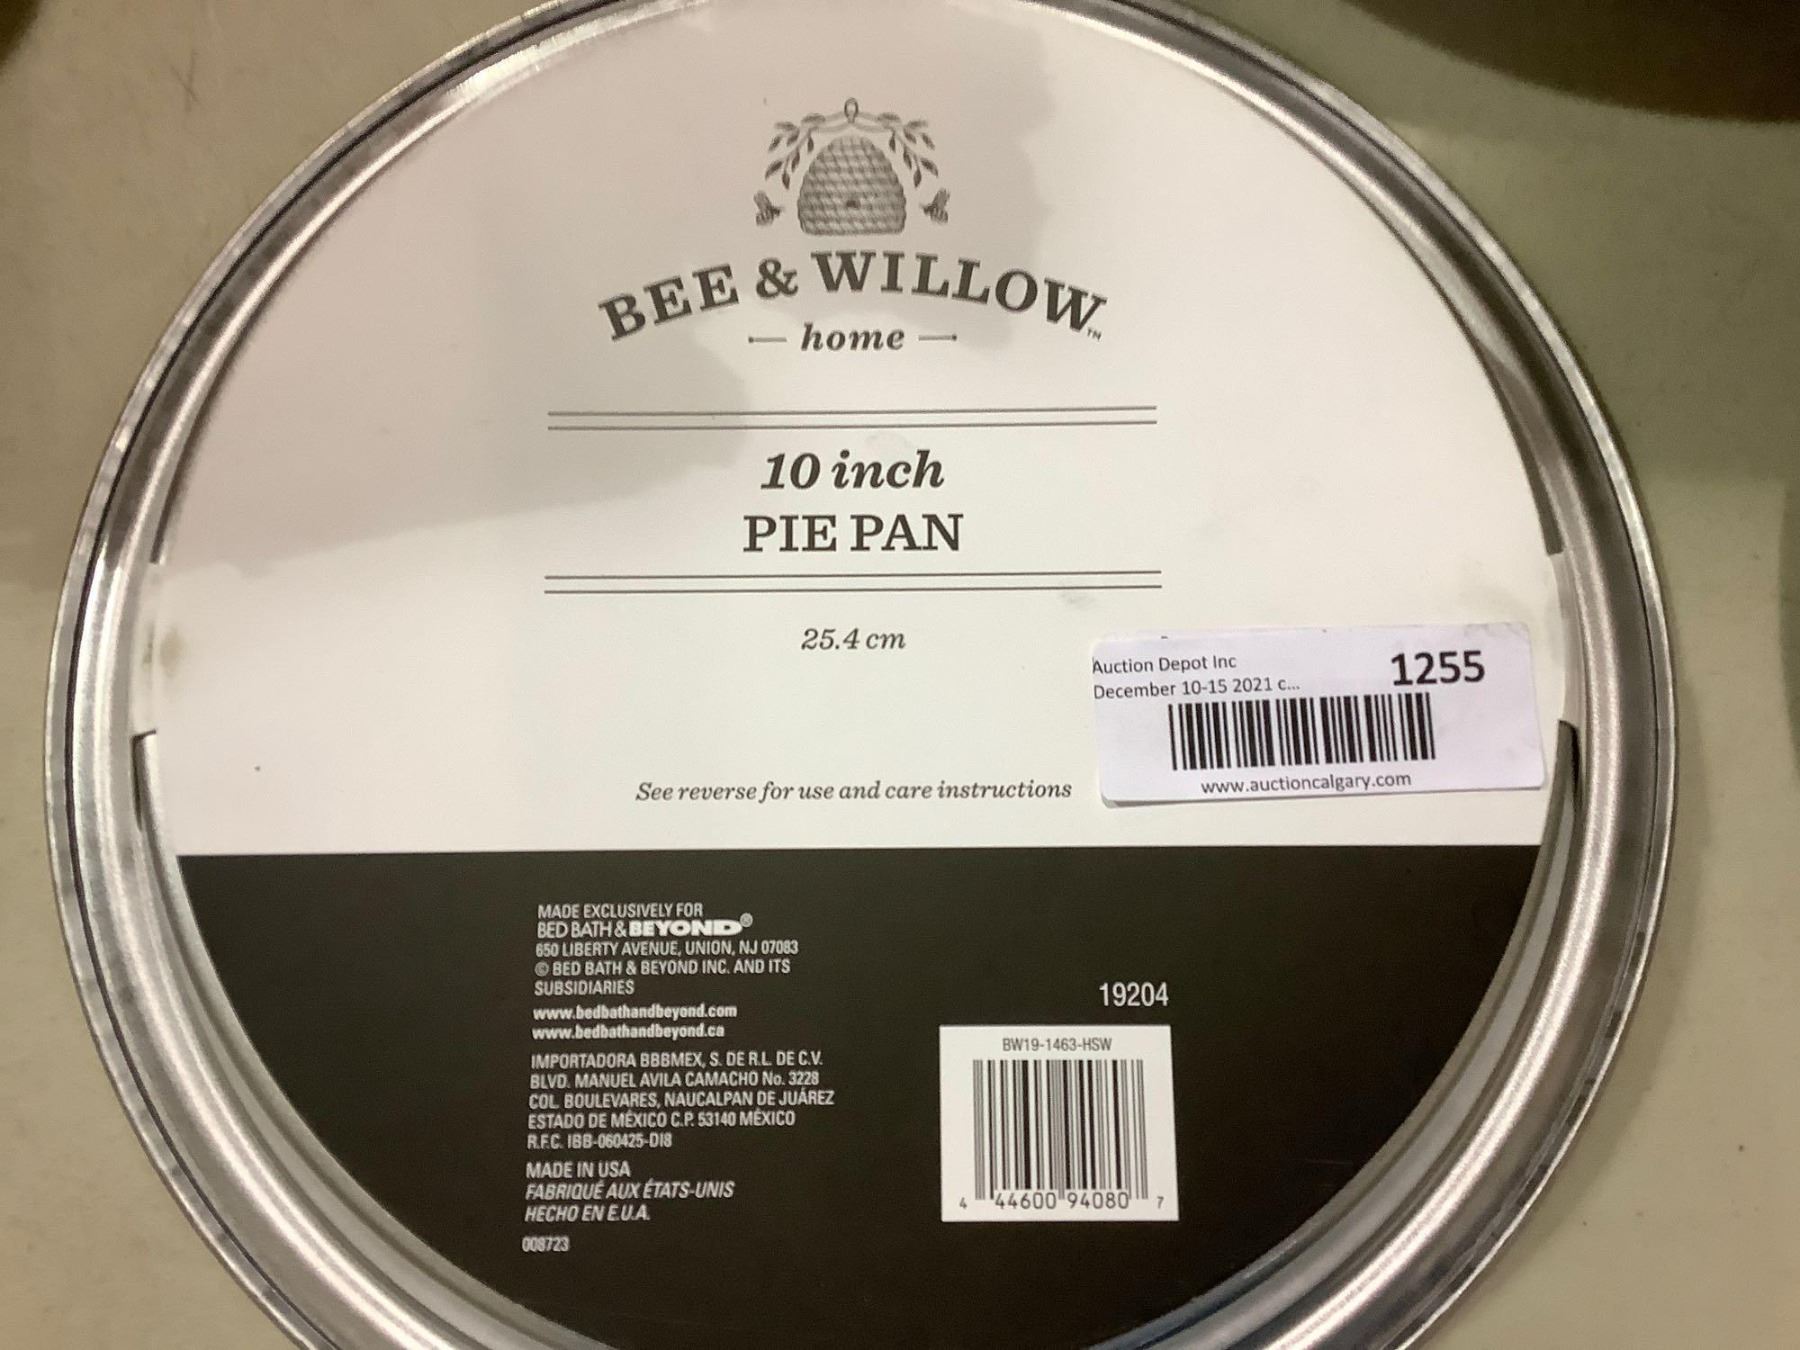 BEE & WILLOW™
home
10 inch
PIE PAN
25.4 cm
Auction Depot Inc
1255
December 10-15 2021 c...
www.auctioncalgary.com
See reverse for use and care instructions
MADE EXCLUSIVELY FOR
BED BATH & BEYOND®
650 LIBERTY AVENUE, UNION, NJ 07083
© BED BATH & BEYOND INC. AND ITS
SUBSIDIARIES
www.bedbathandbeyond.com
www.bedbathandbeyond.ca
IMPORTADORA BBBMEX, S. DE R.L. DE C.V.
BLVD. MANUEL AVILA CAMACHO No. 3228
COL. BOULEVARES, NAUCALPAN DE JUÁREZ
ESTADO DE MÉXICO C.P. 53140 MÉXICO
R.F.C. IBB-060425-DI8
MADE IN USA
FABRIQUÉ AUX ÉTATS-UNIS
HECHO EN E.U.A.
008723
19204
BW19-1463-HSW
4 44600 94080 7